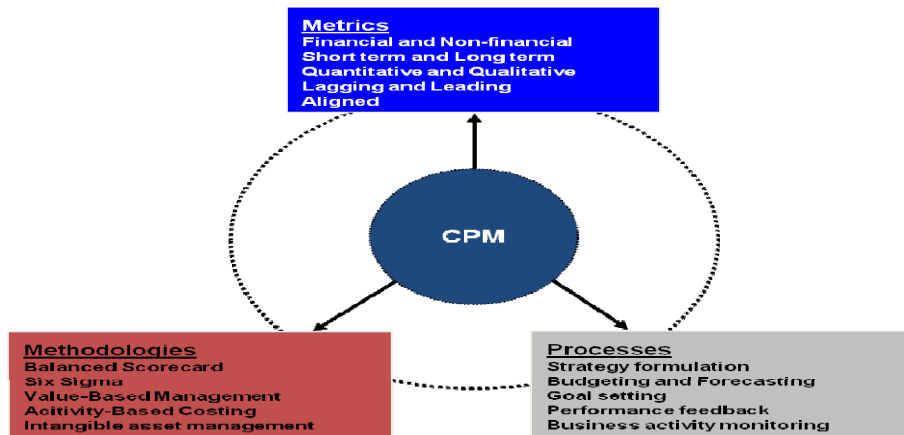 Metrics
Financial and Non-financial
Short term and Long term
Quantitative and Qualitative
Lagging and Leading
Aligned
CPM
Methodologies
Balanced Scorecard
Six Sigma
Value-Based Management
Acitivity-Based Costing
Intangible asset management
Processes
Strategy formulation
Budgeting and Forecasting
Goal setting
Performance feedback
Business activity monitoring